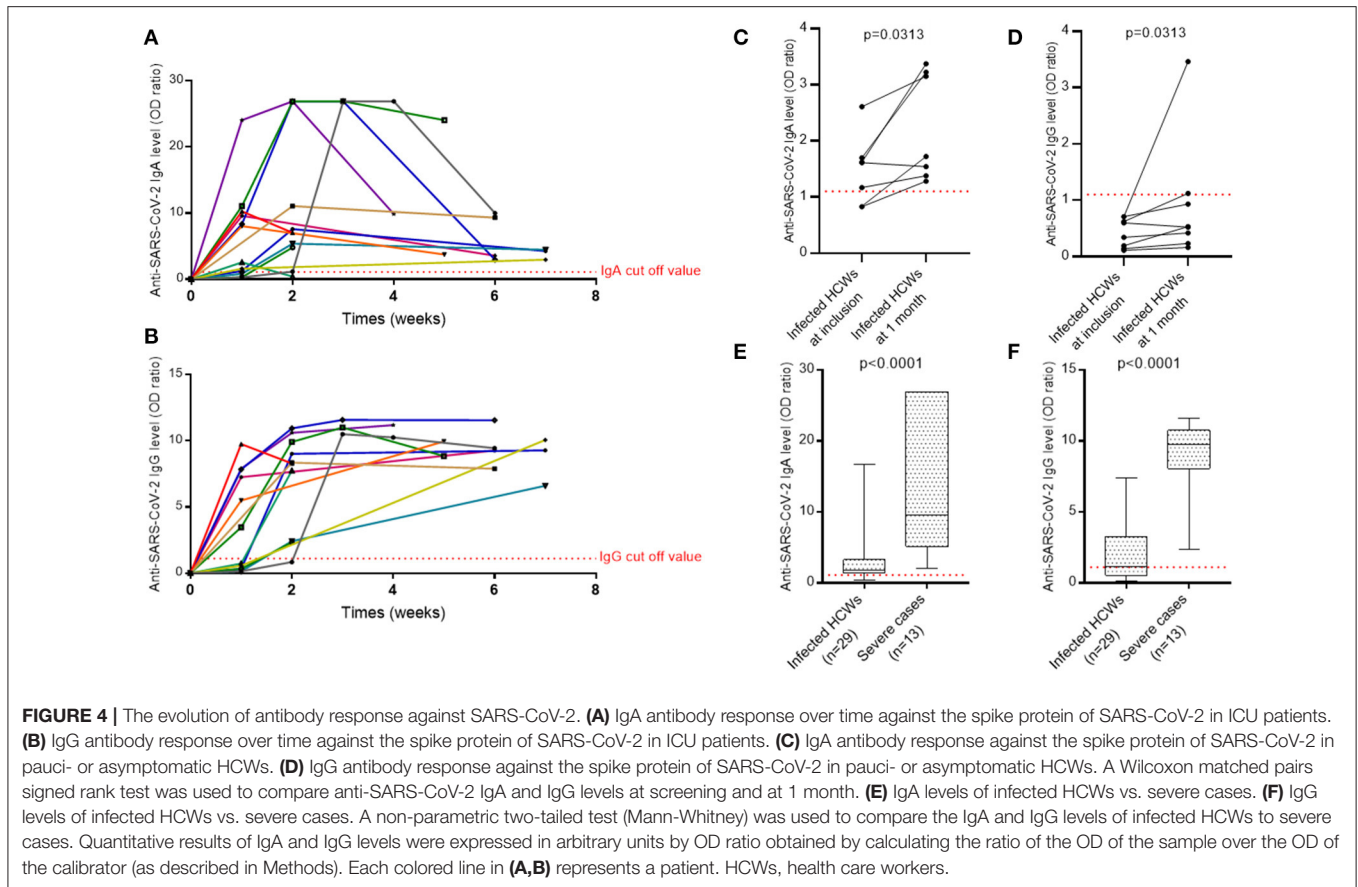 A
Anti-SARS-CoV-2 IgA level (OD ratio)
30
20
10
0
0
2
4
6
8
IgA cut off value
Times (weeks)
B
Anti-SARS-CoV-2 IgG level (OD ratio)
15
10
5
0
0
2
4
6
8
IgG cut off value
Times (weeks)
C
p=0.0313
Anti-SARS-CoV-2 IgA level (OD ratio)
4
3
2
1
0
Infected HCWs
at inclusion
Infected HCWs
at 1 month
D
p=0.0313
Anti-SARS-CoV-2 IgG level (OD ratio)
4
3
2
1
0
Infected HCWs
at inclusion
Infected HCWs
at 1 month
E
p<0.0001
Anti-SARS-CoV-2 IgA level (OD ratio)
30
20
10
0
Infected HCWs
(n=29)
Severe cases
(n=13)
F
p<0.0001
Anti-SARS-CoV-2 IgG level (OD ratio)
15
10
5
0
Infected HCWs
(n=29)
Severe cases
(n=13)
FIGURE 4 | The evolution of antibody response against SARS-CoV-2. (A) IgA antibody response over time against the spike protein of SARS-CoV-2 in ICU patients.
(B) IgG antibody response over time against the spike protein of SARS-CoV-2 in ICU patients. (C) IgA antibody response against the spike protein of SARS-CoV-2 in
pauci- or asymptomatic HCWs. (D) IgG antibody response against the spike protein of SARS-CoV-2 in pauci- or asymptomatic HCWs. A Wilcoxon matched pairs
signed rank test was used to compare anti-SARS-CoV-2 IgA and IgG levels at screening and at 1 month. (E) IgA levels of infected HCWs vs. severe cases. (F) IgG
levels of infected HCWs vs. severe cases. A non-parametric two-tailed test (Mann-Whitney) was used to compare the IgA and IgG levels of infected HCWs to severe
cases. Quantitative results of IgA and IgG levels were expressed in arbitrary units by OD ratio obtained by calculating the ratio of the OD of the sample over the OD of
the calibrator (as described in Methods). Each colored line in (A,B) represents a patient. HCWs, health care workers.